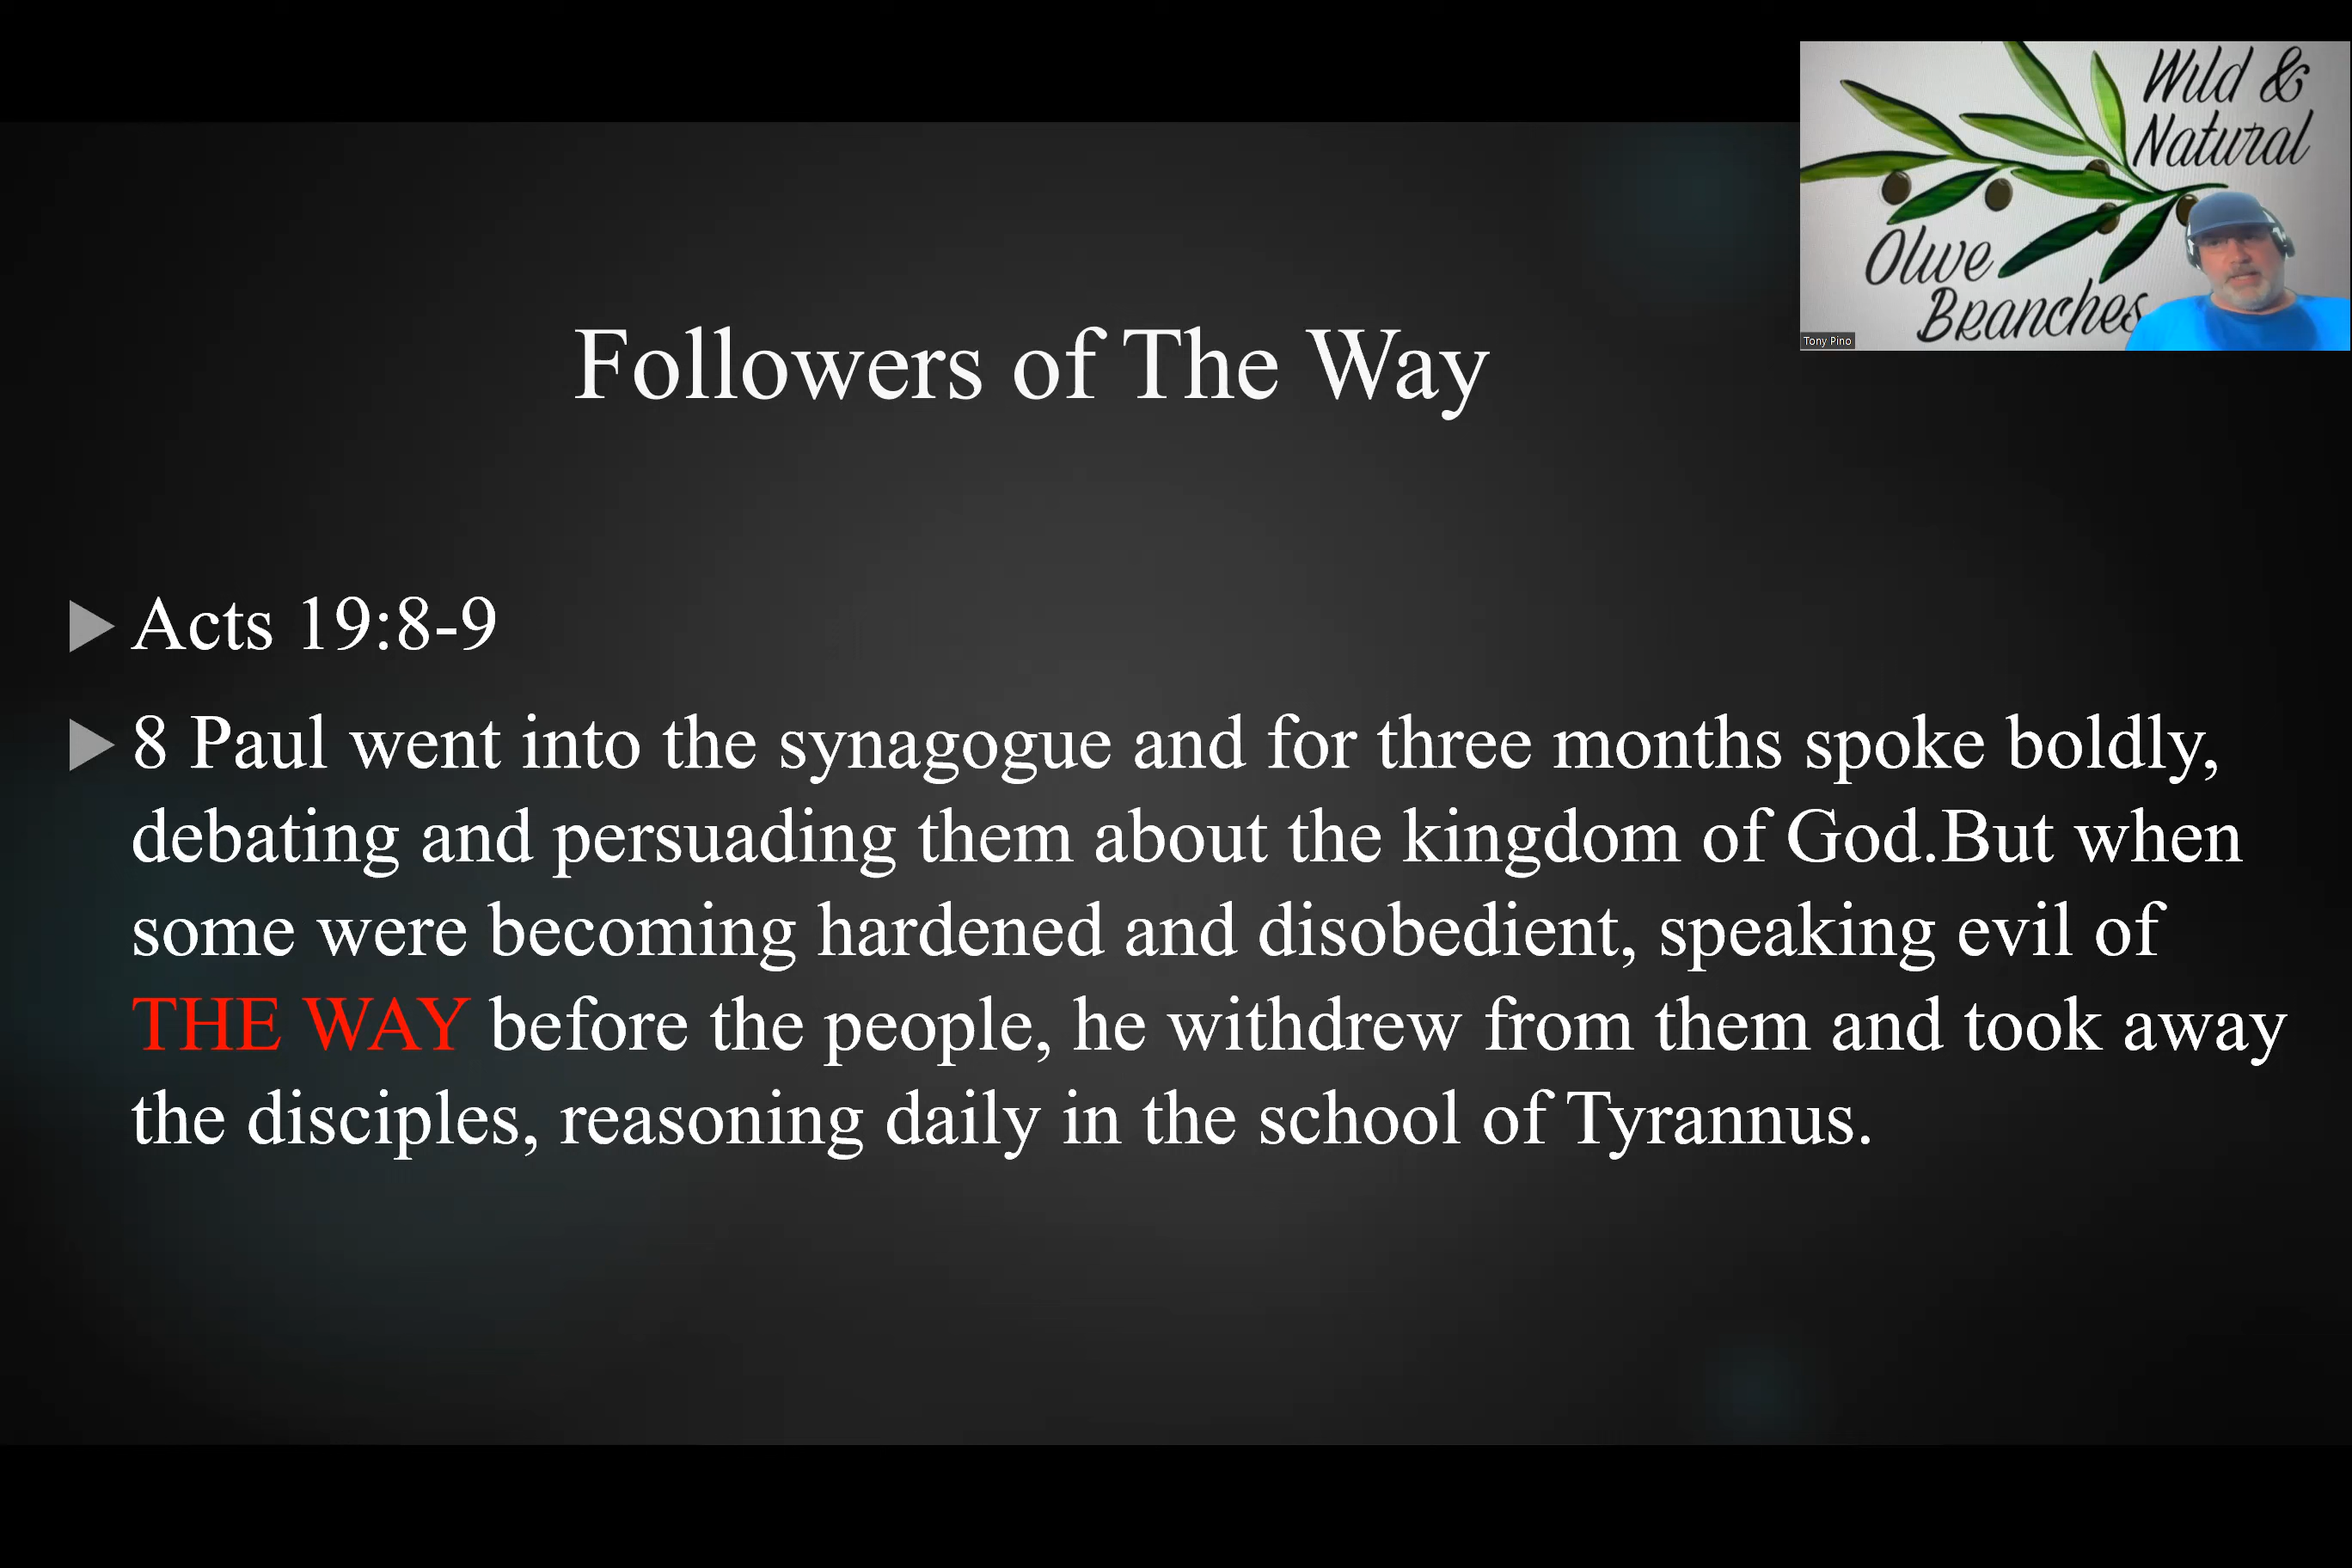 Wild &
Natural
Olive
Branches
Tony Pino
Followers of The Way
Acts 19:8-9
8 Paul went into the synagogue and for three months spoke boldly,
debating and persuading them about the kingdom of God.But when
some were becoming hardened and disobedient, speaking evil of
THE WAY before the people, he withdrew from them and took away
the disciples, reasoning daily in the school of Tyrannus.